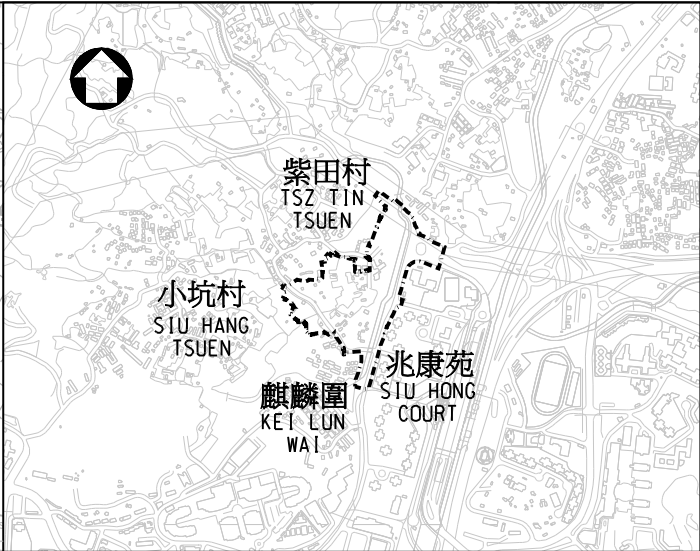 紫田村
TSZ TIN
TSUEN
小坑村
SIU HANG
TSUEN
兆康苑
SIU HONG
COURT
麒麟圍
KEI LUN
WAI